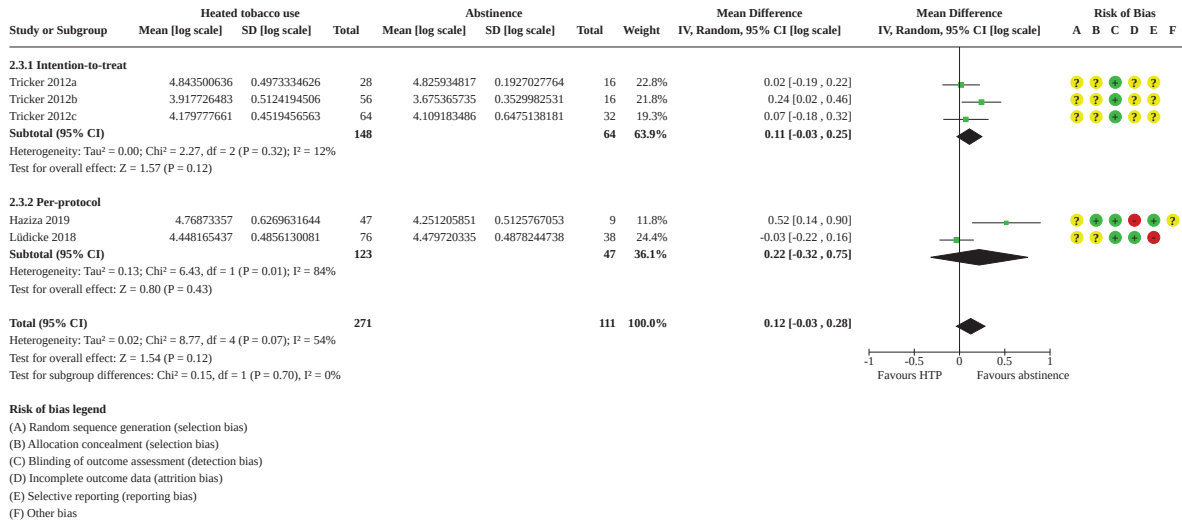 Heated tobacco use Abstinence Mean Difference Mean Difference Risk of Bias
Study or Subgroup Mean [log scale] SD [log scale] Total Mean [log scale] SD [log scale] Total Weight IV, Random, 95% CI [log scale] IV, Random, 95% CI [log scale] A B C D E F
2.3.1 Intention-to-treat
Tricker 2012a 4.843500636 0.4973334626 28 4.825934817 0.1927027764 16 22.8% 0.02 [-0.19 , 0.22] ? ? + ? ?
Tricker 2012b 3.917726483 0.5124194506 56 3.675365735 0.3529982531 16 21.8% 0.24 [0.02 , 0.46] ? ? + ? ?
Tricker 2012c 4.179777661 0.4519456563 64 4.109183486 0.6475138181 32 19.3% 0.07 [-0.18 , 0.32] ? ? + ? ?
Subtotal (95% CI) 148 64 63.9% 0.11 [-0.03 , 0.25]
Heterogeneity: Tau² = 0.00; Chi² = 2.27, df = 2 (P = 0.32); I² = 12%
Test for overall effect: Z = 1.57 (P = 0.12)
2.3.2 Per-protocol
Haziza 2019 4.76873357 0.6269631644 47 4.251205851 0.5125767053 9 11.8% 0.52 [0.14 , 0.90] ? + + - + ?
Lüdicke 2018 4.448165437 0.4856130081 76 4.479720335 0.4878244738 38 24.4% -0.03 [-0.22 , 0.16] ? ? + + -
Subtotal (95% CI) 123 47 36.1% 0.22 [-0.32 , 0.75]
Heterogeneity: Tau² = 0.13; Chi² = 6.43, df = 1 (P = 0.01); I² = 84%
Test for overall effect: Z = 0.80 (P = 0.43)
Total (95% CI) 271 111 100.0% 0.12 [-0.03 , 0.28]
Heterogeneity: Tau² = 0.02; Chi² = 8.77, df = 4 (P = 0.07); I² = 54%
Test for overall effect: Z = 1.54 (P = 0.12)
-1 -0.5 0 0.5 1
Test for subgroup differences: Chi² = 0.15, df = 1 (P = 0.70), I² = 0% Favours HTP Favours abstinence
Risk of bias legend
(A) Random sequence generation (selection bias)
(B) Allocation concealment (selection bias)
(C) Blinding of outcome assessment (detection bias)
(D) Incomplete outcome data (attrition bias)
(E) Selective reporting (reporting bias)
(F) Other bias